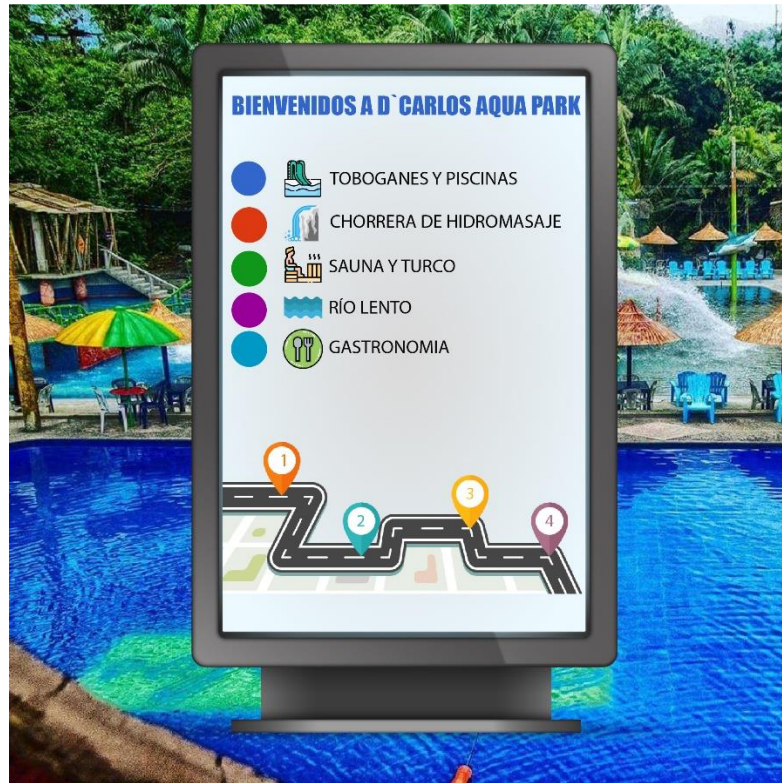 BIENVENIDOS A D`CARLOS AQUA PARK
TOBOGANES Y PISCINAS
CHORRERA DE HIDROMASAJE
SAUNA Y TURCO
RÍO LENTO
GASTRONOMIA
1
2
3
4